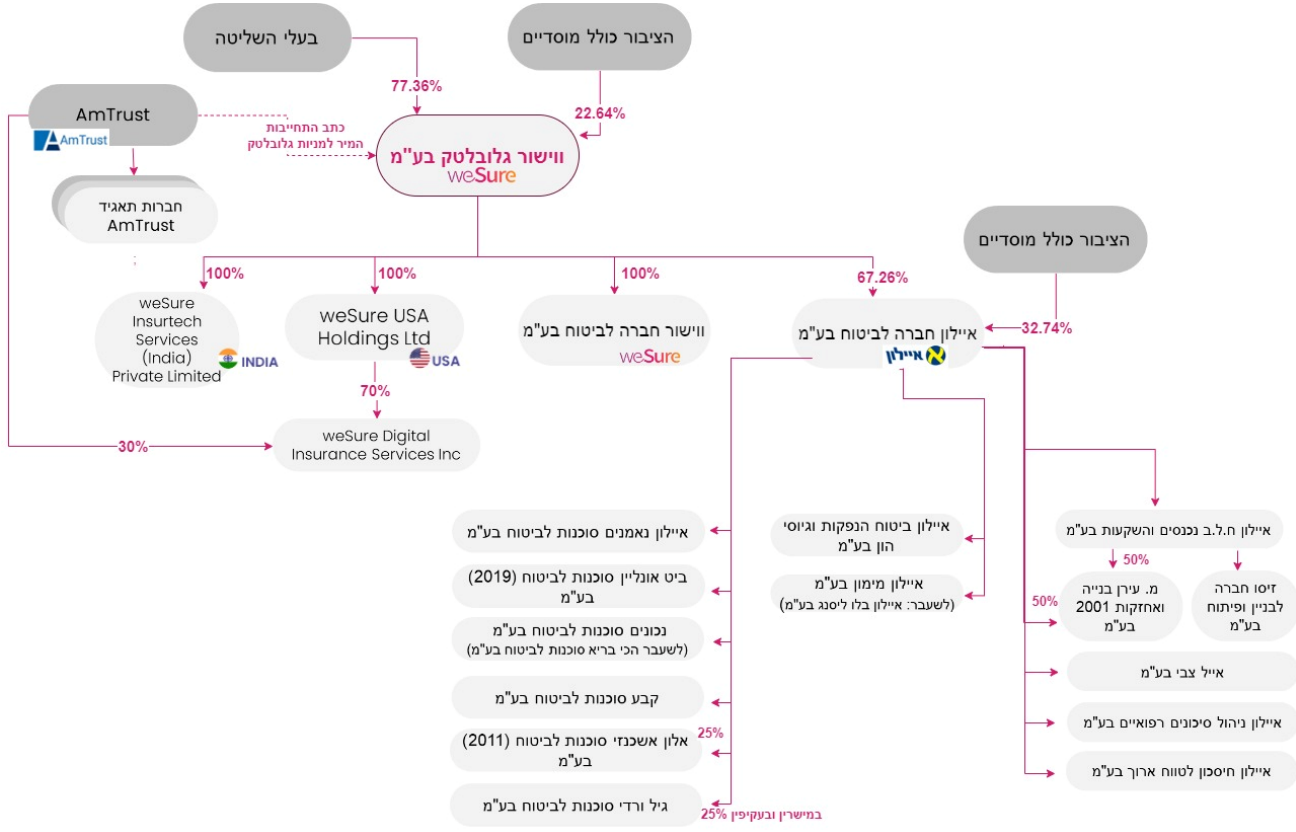 בעלי השליטה
הציבור כולל מוסדיים
77.36%
22.64%
AmTrust
AmTrust
כתב התחייבות
המיר למניות גלובלטק
ווישור גלובלטק בע"מ
weSure
חברות תאגיד
AmTrust
הציבור כולל מוסדיים
100%
100%
100%
67.26%
32.74%
weSure
Insurtech
Services
(India)
Private Limited
INDIA
weSure USA
Holdings Ltd
USA
ווישור חברה לביטוח בע"מ
weSure
איילון חברה לביטוח בע"מ
איילון
70%
30%
weSure Digital
Insurance Services Inc
איילון נאמנים סוכנות לביטוח בע"מ
ביט אונליין סוכנות לביטוח (2019)
בע"מ
נכונים סוכנות לביטוח בע"מ
(לשעבר הכי בריא סוכנות לביטוח בע"מ)
קבע סוכנות לביטוח בע"מ
25%
אלון אשכנזי סוכנות לביטוח (2011)
בע"מ
גיל ורדי סוכנות לביטוח בע"מ
25% במישרין ובעקיפין
איילון ביטוח הנפקות וגיוסי
הון בע"מ
איילון מימון בע"מ
(לשעבר: איילון בלו ליסנג בע"מ)
איילון ח.ל.ב נכנסים והשקעות בע"מ
50%
50%
מ. עירן בנייה
ואחזקות 2001
בע"מ
זיסו חברה
לבניין ופיתוח
בע"מ
אייל צבי בע"מ
איילון ניהול סיכונים רפואיים בע"מ
איילון חיסכון לטווח ארוך בע"מ